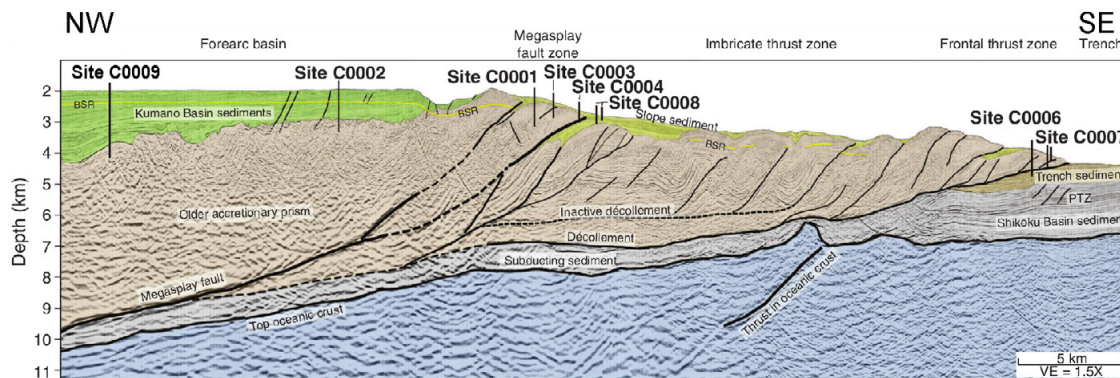 NW
SE
Forearc basin
Megasplay
fault zone
Imbricate thrust zone
Frontal thrust zone
Trench
Site C0009
Site C0002
Site C0001
Site C0003
Site C0004
Site C0008
Site C0006
Site C0007
2
3
4
5
6
7
8
9
10
11
Depth (km)
BSR
Kumano Basin sediments
BSR
Slope sediment
BSR
Trench sedimen
PTZ
Shikoku Basin sedimen
Older accretionary prism
Inactive décollement
Décollement
Subducting sediment
Megasplay fault
Top oceanic crust
Thrust in oceanic crust
5 km
VE = 1.5X